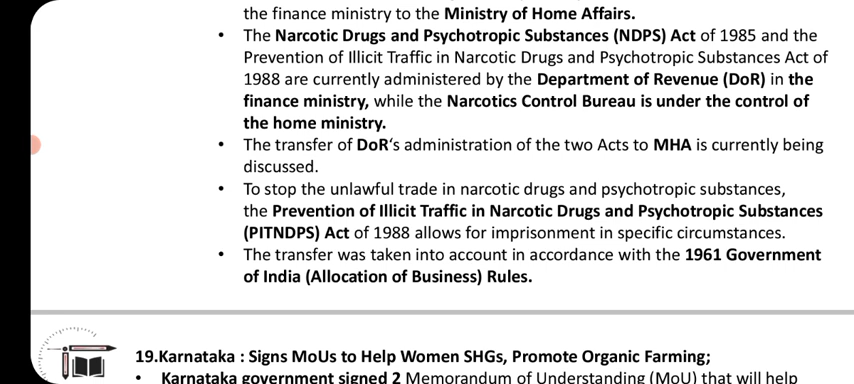 the finance ministry to the Ministry of Home Affairs.
• The Narcotic Drugs and Psychotropic Substances (NDPS) Act of 1985 and the
Prevention of Illicit Traffic in Narcotic Drugs and Psychotropic Substances Act of
1988 are currently administered by the Department of Revenue (DoR) in the
finance ministry, while the Narcotics Control Bureau is under the control of
the home ministry.
• The transfer of DoR‘s administration of the two Acts to MHA is currently being
discussed.
• To stop the unlawful trade in narcotic drugs and psychotropic substances,
the Prevention of Illicit Traffic in Narcotic Drugs and Psychotropic Substances
(PITNDPS) Act of 1988 allows for imprisonment in specific circumstances.
• The transfer was taken into account in accordance with the 1961 Government
of India (Allocation of Business) Rules.
19.Karnataka : Signs MoUs to Help Women SHGs, Promote Organic Farming;
• Karnataka government signed 2 Memorandum of Understanding (MoU) that will help